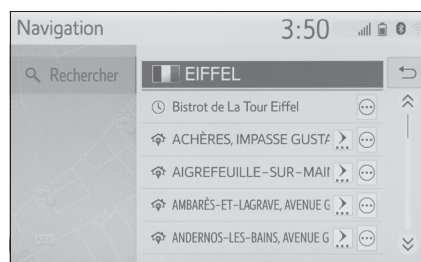 Navigation
3:50
Rechercher
EIFFEL
Bistrot de La Tour Eiffel
ACHÈRES, IMPASSE GUSTA
AIGREFEUILLE-SUR-MAI
AMBARÈS-ET-LAGRAVE, AVENUE G
ANDERNOS-LES-BAINS, AVENUE G